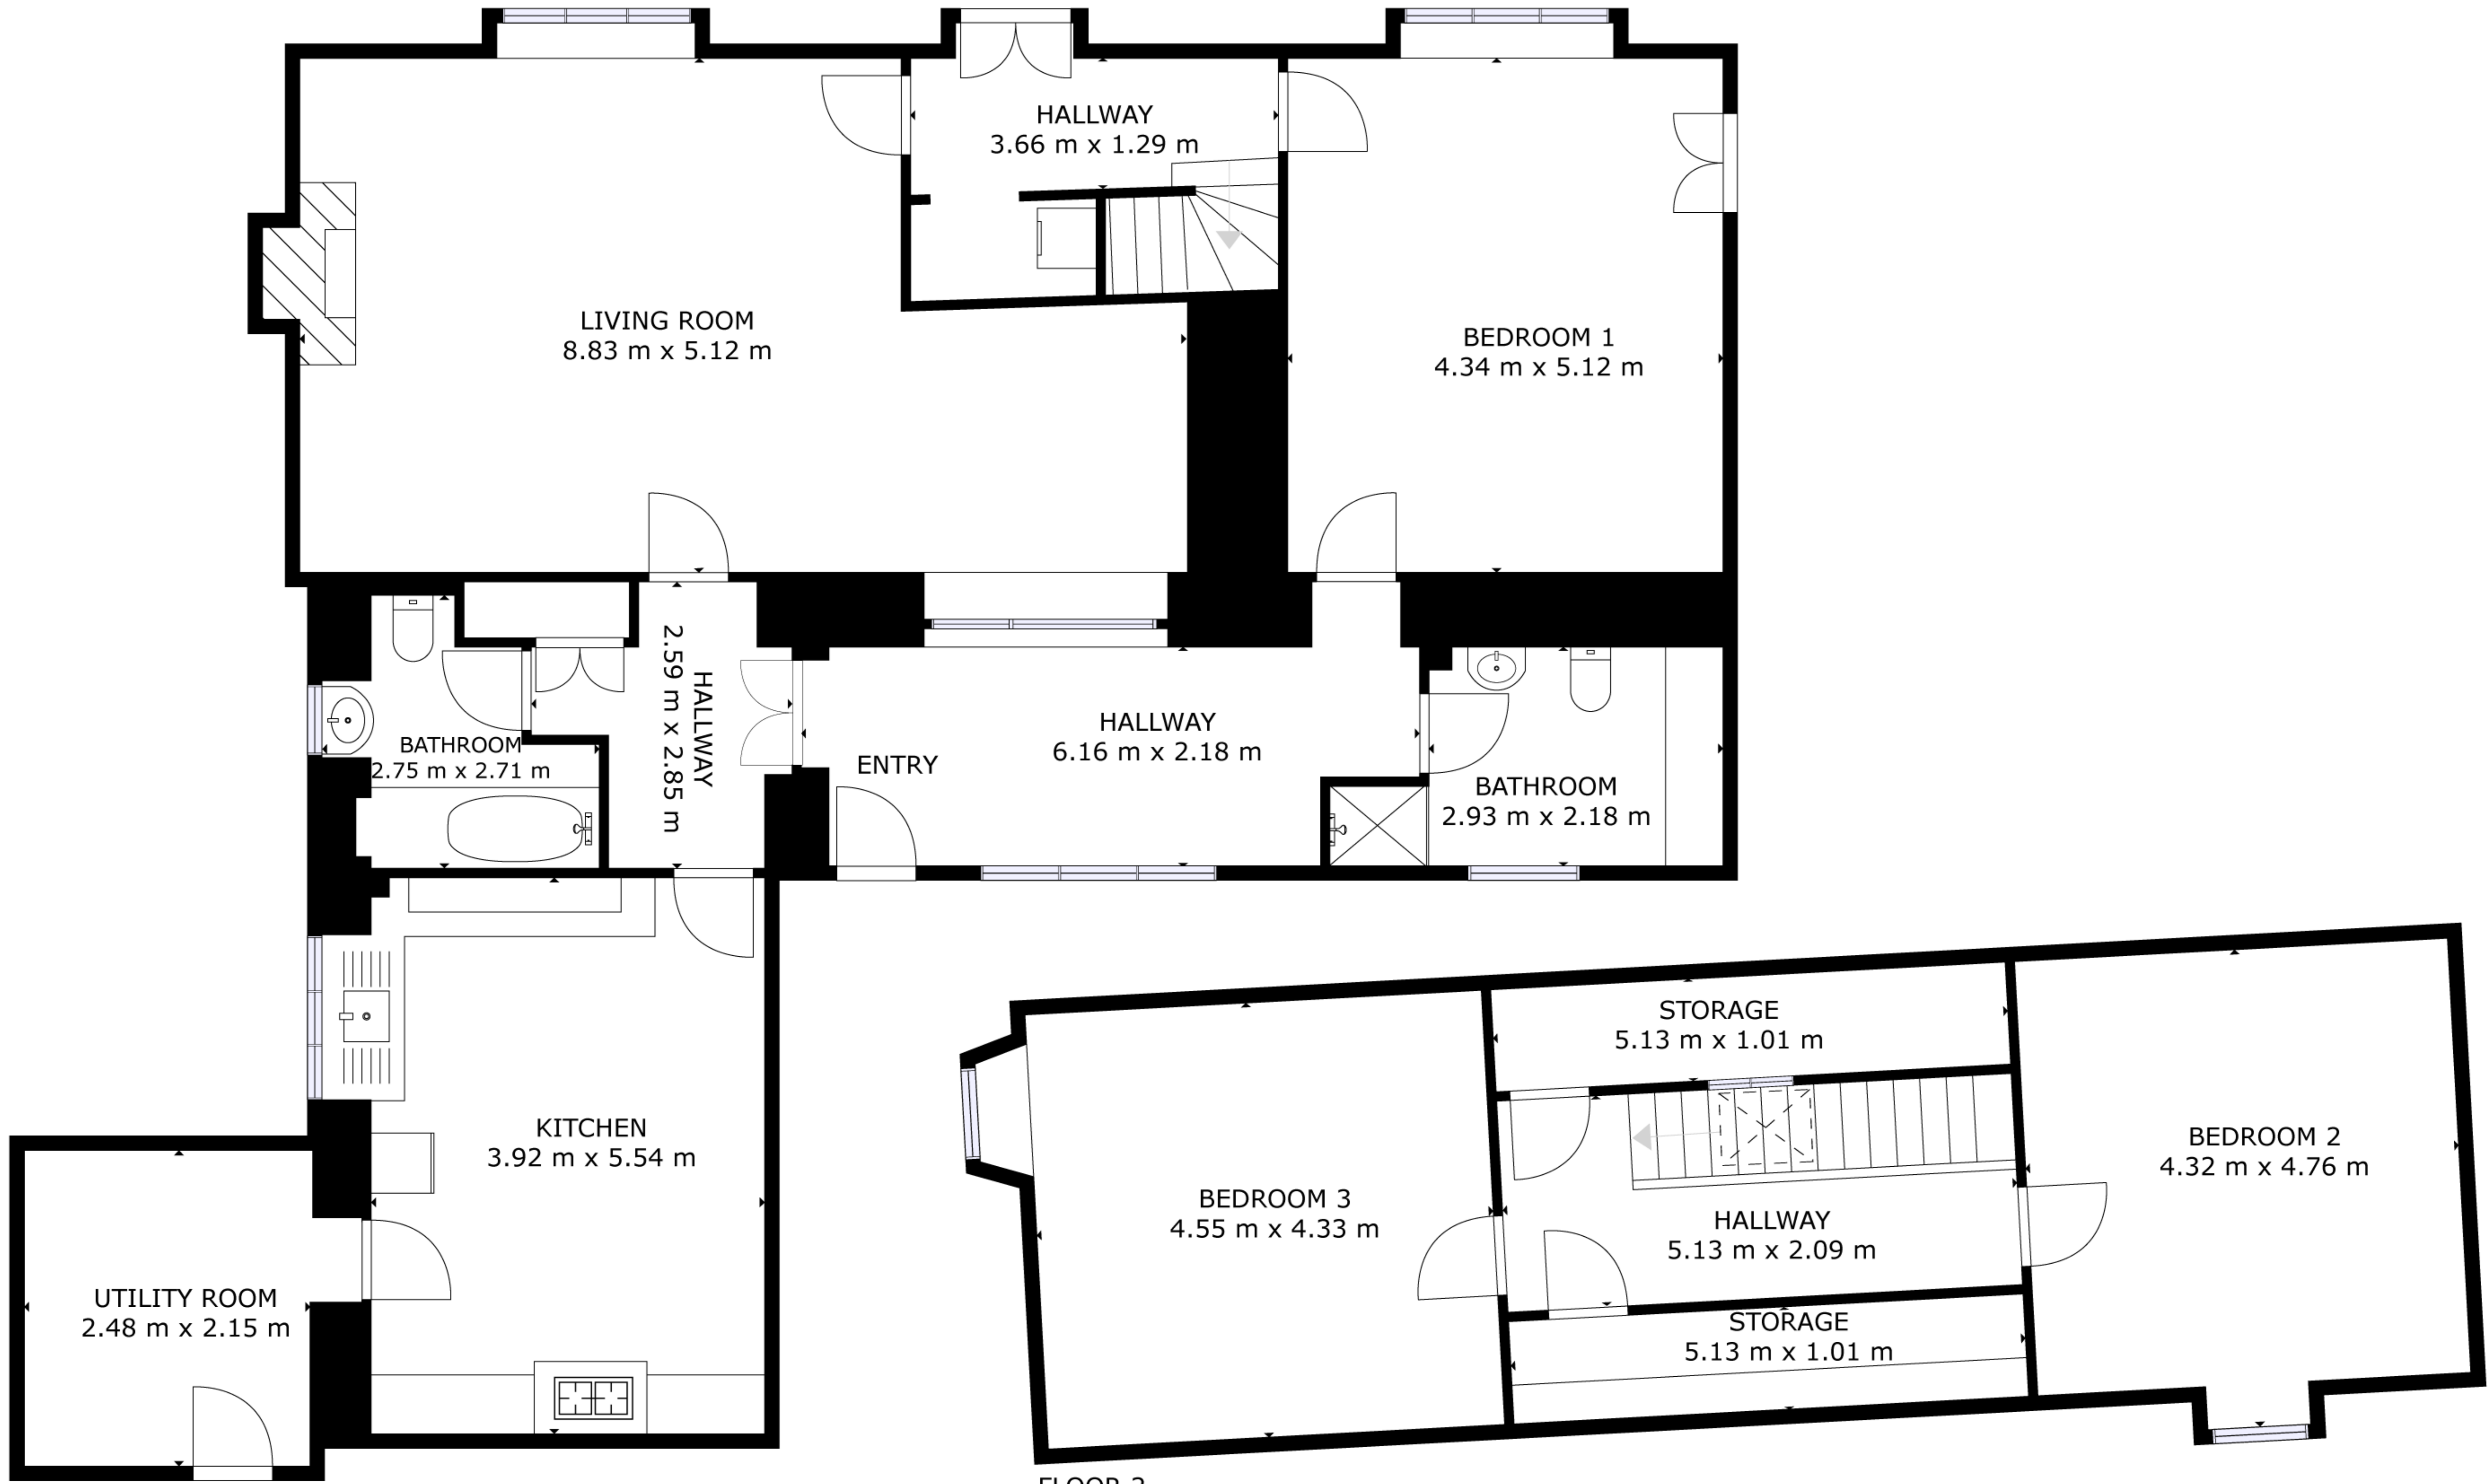 HALLWAY
3.66 m x 1.29 m
LIVING ROOM
8.83 m x 5.12 m
BEDROOM 1
4.34 m x 5.12 m
HALLWAY
2.59 m x 2.85 m
BATHROOM
2.75 m x 2.71 m
ENTRY
HALLWAY
6.16 m x 2.18 m
BATHROOM
2.93 m x 2.18 m
KITCHEN
3.92 m x 5.54 m
UTILITY ROOM
2.48 m x 2.15 m
STORAGE
5.13 m x 1.01 m
BEDROOM 2
4.32 m x 4.76 m
BEDROOM 3
4.55 m x 4.33 m
HALLWAY
5.13 m x 2.09 m
STORAGE
5.13 m x 1.01 m
FLOOR 2